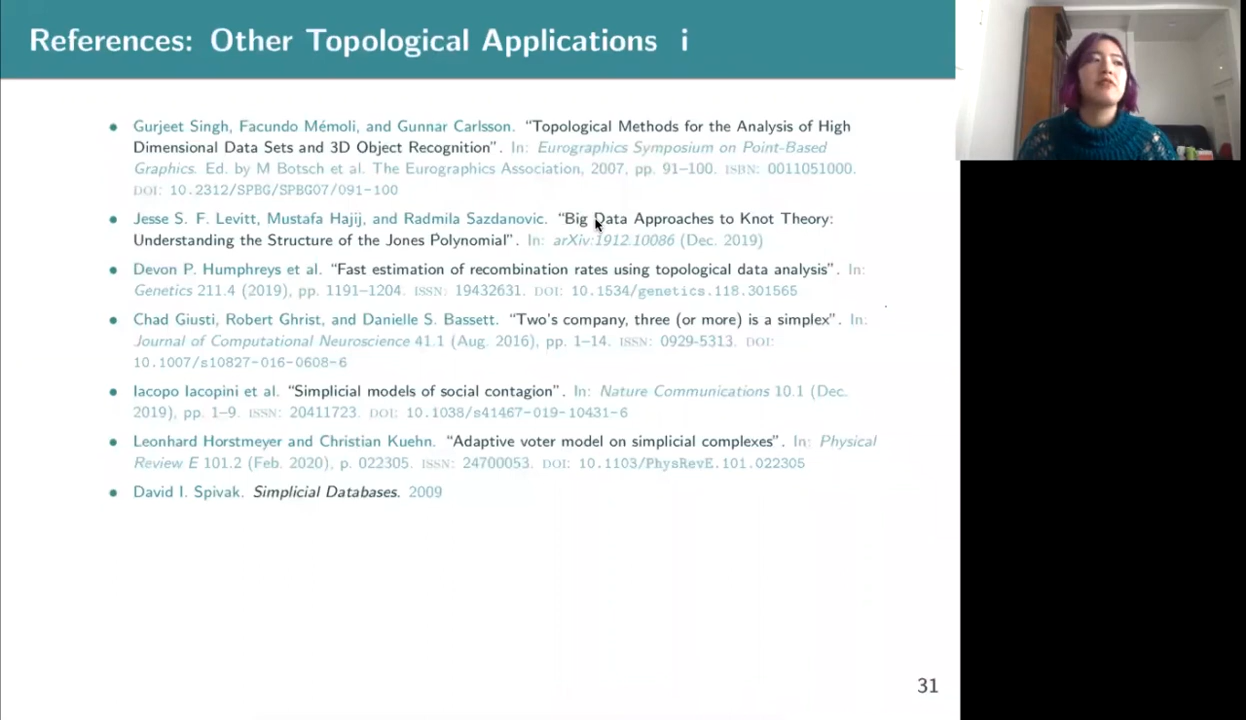 References: Other Topological Applications i
• Gurjeet Singh, Facundo Mémoli, and Gunnar Carlsson. “Topological Methods for the Analysis of High
Dimensional Data Sets and 3D Object Recognition”. In: Eurographics Symposium on Point-Based
Graphics. Ed. by M Botsch et al. The Eurographics Association, 2007, pp. 91–100. ISBN: 0011051000.
DOI: 10.2312/SPBG/SPBG07/091-100
• Jesse S. F. Levitt, Mustafa Hajij, and Radmila Sazdanovic. “Big Data Approaches to Knot Theory:
Understanding the Structure of the Jones Polynomial”. In: arXiv:1912.10086 (Dec. 2019)
• Devon P. Humphreys et al. “Fast estimation of recombination rates using topological data analysis”. In:
Genetics 211.4 (2019), pp. 1191–1204. ISSN: 19432631. DOI: 10.1534/genetics.118.301565
• Chad Giusti, Robert Ghrist, and Danielle S. Bassett. “Two's company, three (or more) is a simplex”. In:
Journal of Computational Neuroscience 41.1 (Aug. 2016), pp. 1–14. ISSN: 0929-5313. DOI:
10.1007/s10827-016-0608-6
• Iacopo Iacopini et al. “Simplicial models of social contagion”. In: Nature Communications 10.1 (Dec.
2019), pp. 1–9. ISSN: 20411723. DOI: 10.1038/s41467-019-10431-6
• Leonhard Horstmeyer and Christian Kuehn. “Adaptive voter model on simplicial complexes”. In: Physical
Review E 101.2 (Feb. 2020), p. 022305. ISSN: 24700053. DOI: 10.1103/PhysRevE.101.022305
• David I. Spivak. Simplicial Databases. 2009
31